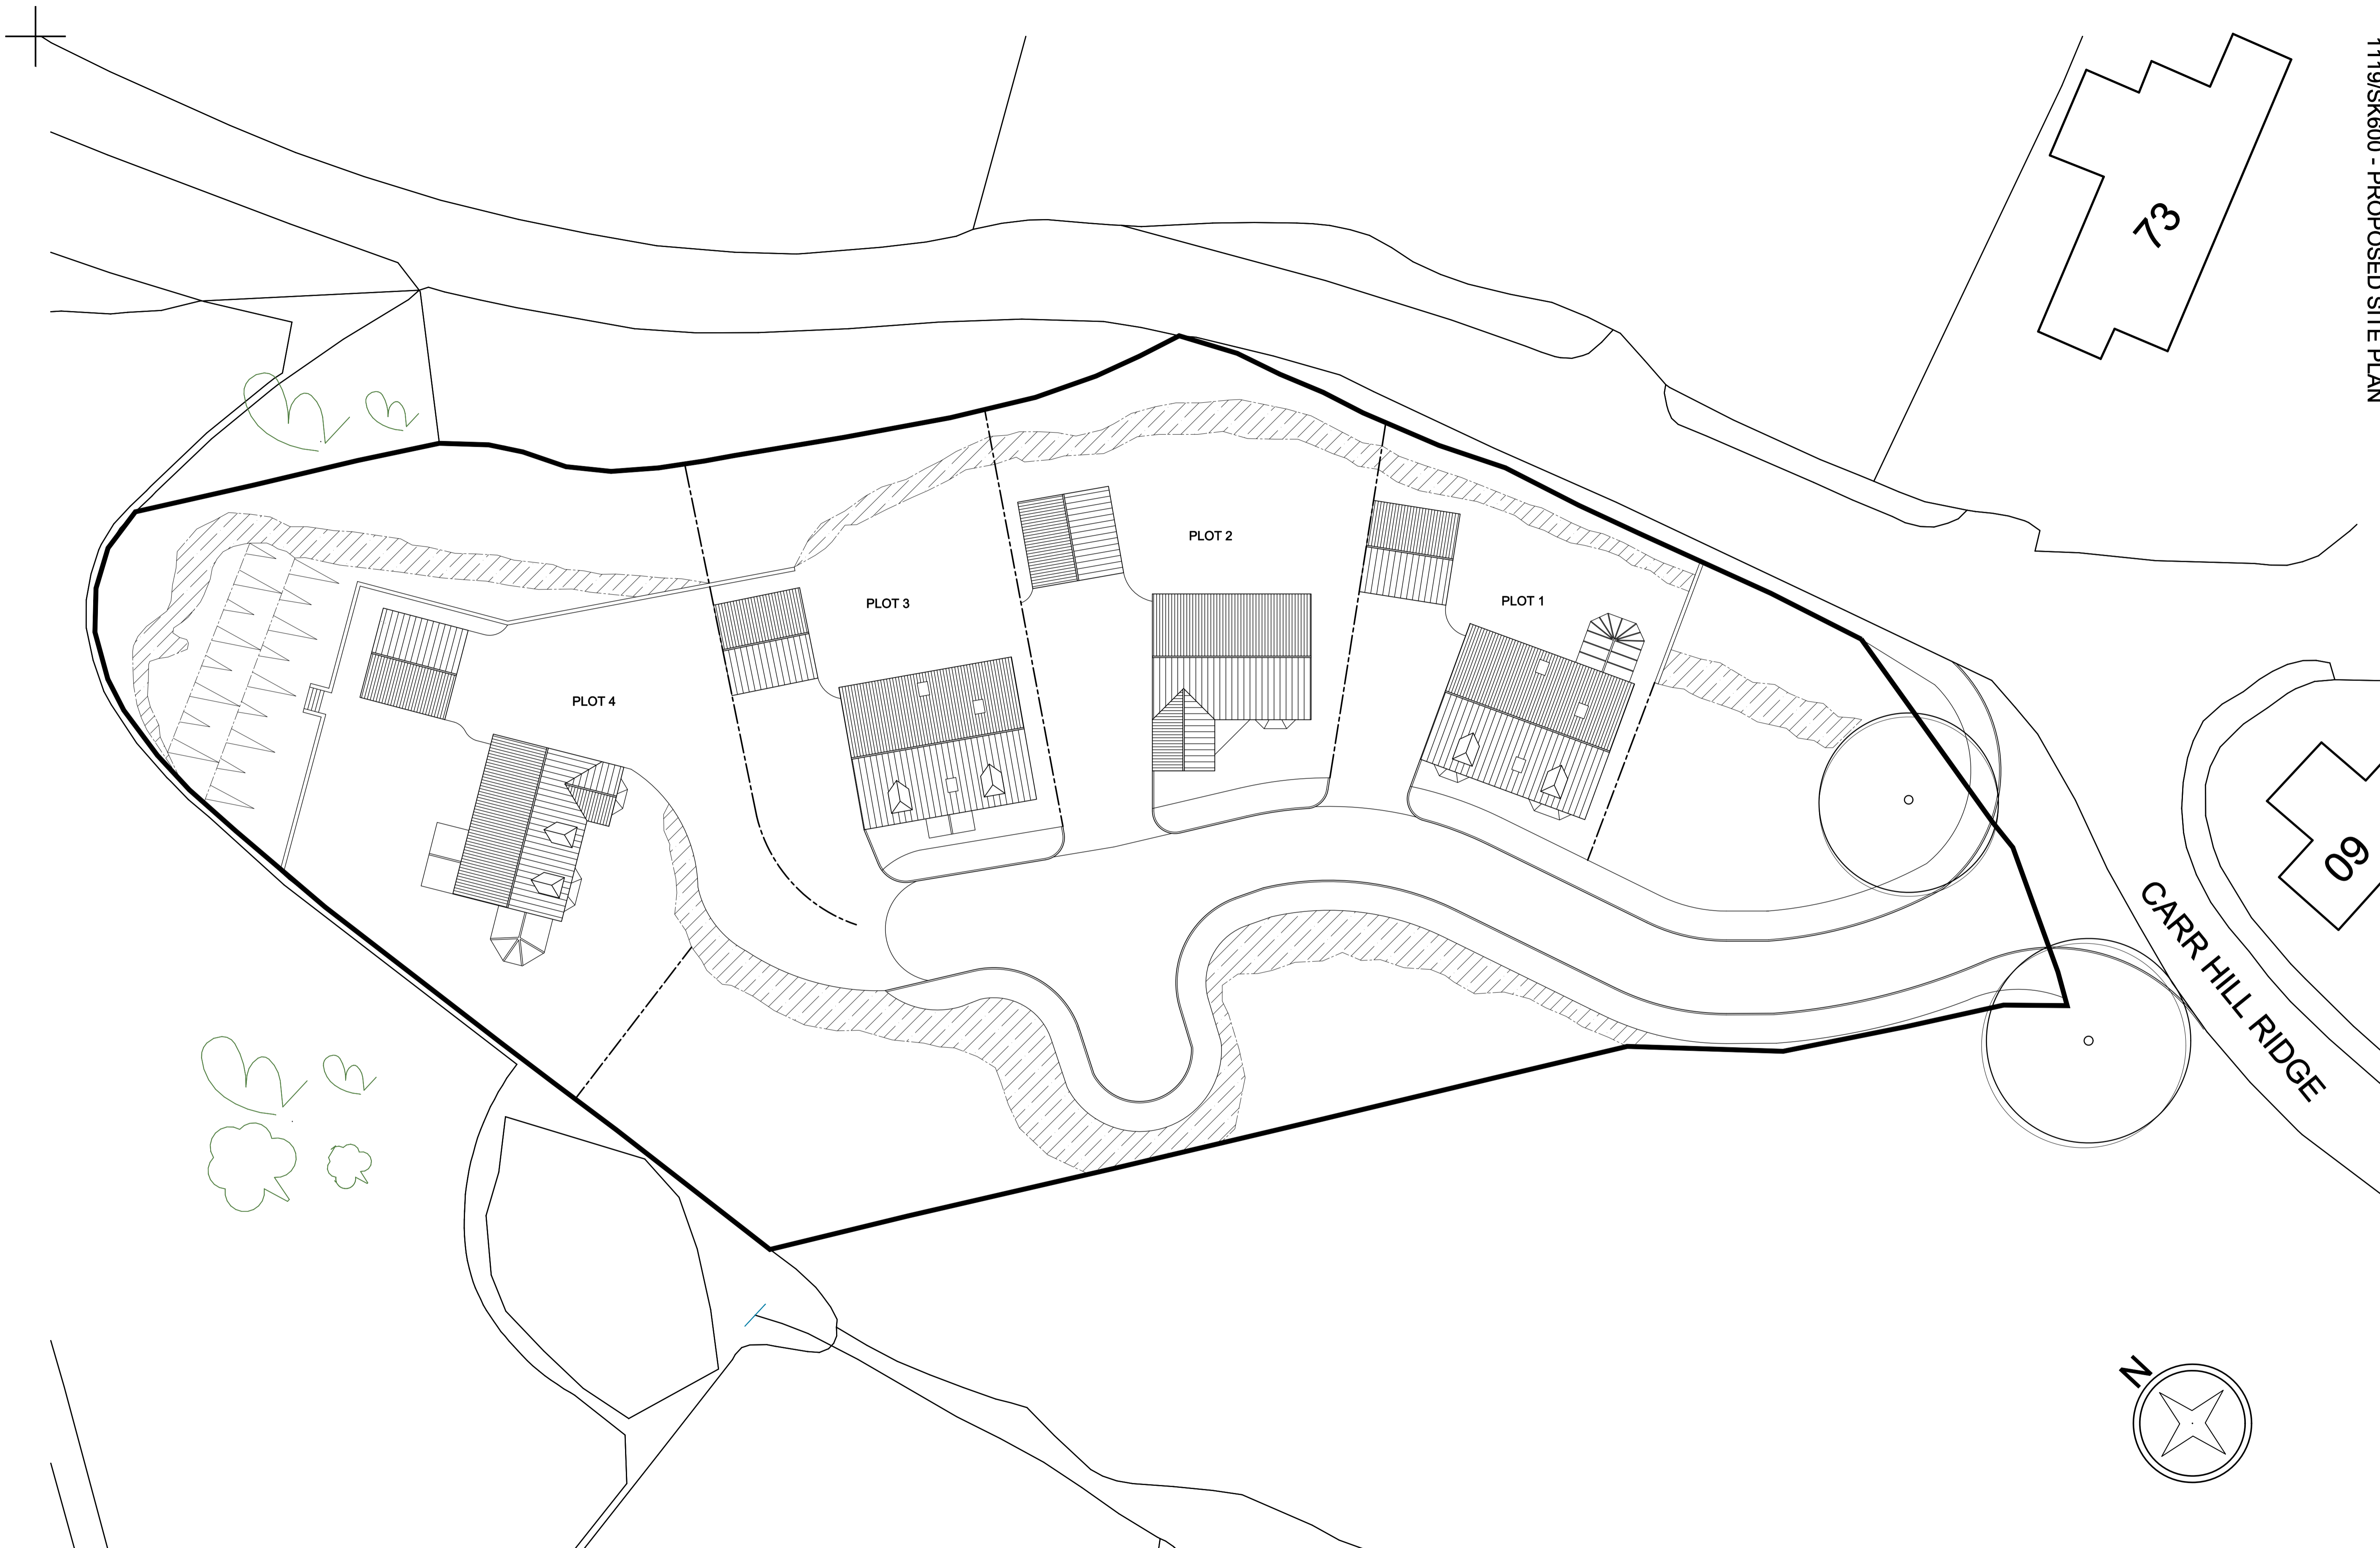 1119/SK600 - PROPOSED SITE PLAN
73
PLOT 2
PLOT 1
PLOT 3
PLOT 4
60
CARR HILL RIDGE
N